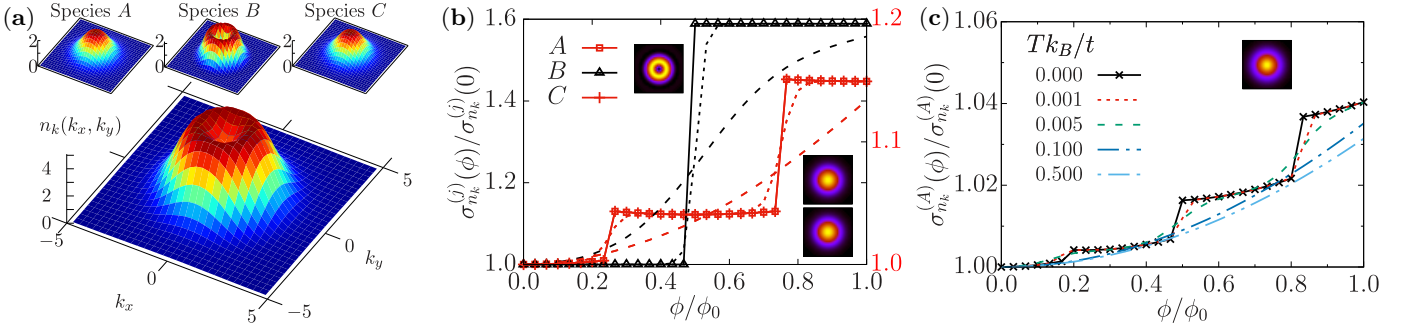 (a)
Species A
Species B
Species C
2
0
2
0
2
0
n_k(k_x, k_y)
4
2
0
−5
0
5
k_x
−5
0
5
k_y
(b)
σ_{n_k}^{(j)}(ϕ)/σ_{n_k}^{(j)}(0)
1.6
1.4
1.2
1.0
A
B
C
1.2
1.1
1.0
0.0 0.2 0.4 0.6 0.8 1.0
ϕ/ϕ_0
(c)
σ_{n_k}^{(A)}(ϕ)/σ_{n_k}^{(A)}(0)
1.06
1.04
1.02
1.00
Tk_B/t
0.000
0.001
0.005
0.100
0.500
0.0 0.2 0.4 0.6 0.8 1.0
ϕ/ϕ_0